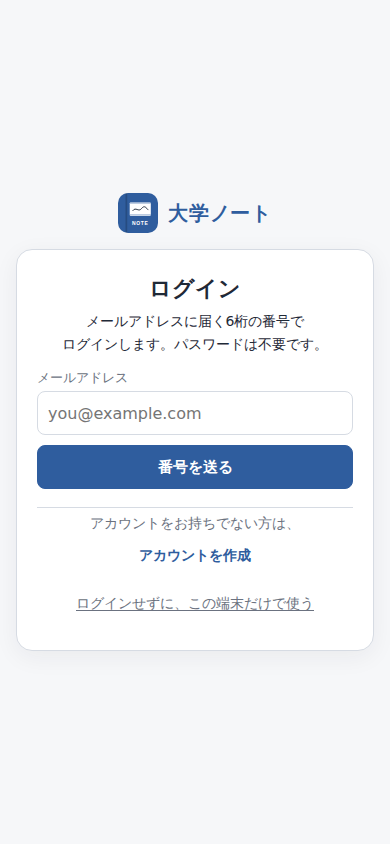 NOTE
大学ノート
ログイン
メールアドレスに届く6桁の番号で
ログインします。パスワードは不要です。
メールアドレス
you@example.com
番号を送る
アカウントをお持ちでない方は、
アカウントを作成
ログインせずに、この端末だけで使う